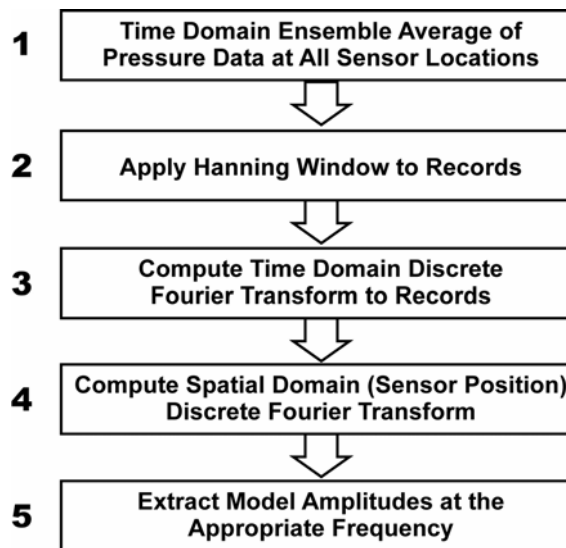 1
Time Domain Ensemble Average of
Pressure Data at All Sensor Locations
2
Apply Hanning Window to Records
3
Compute Time Domain Discrete
Fourier Transform to Records
4
Compute Spatial Domain (Sensor Position)
Discrete Fourier Transform
5
Extract Model Amplitudes at the
Appropriate Frequency